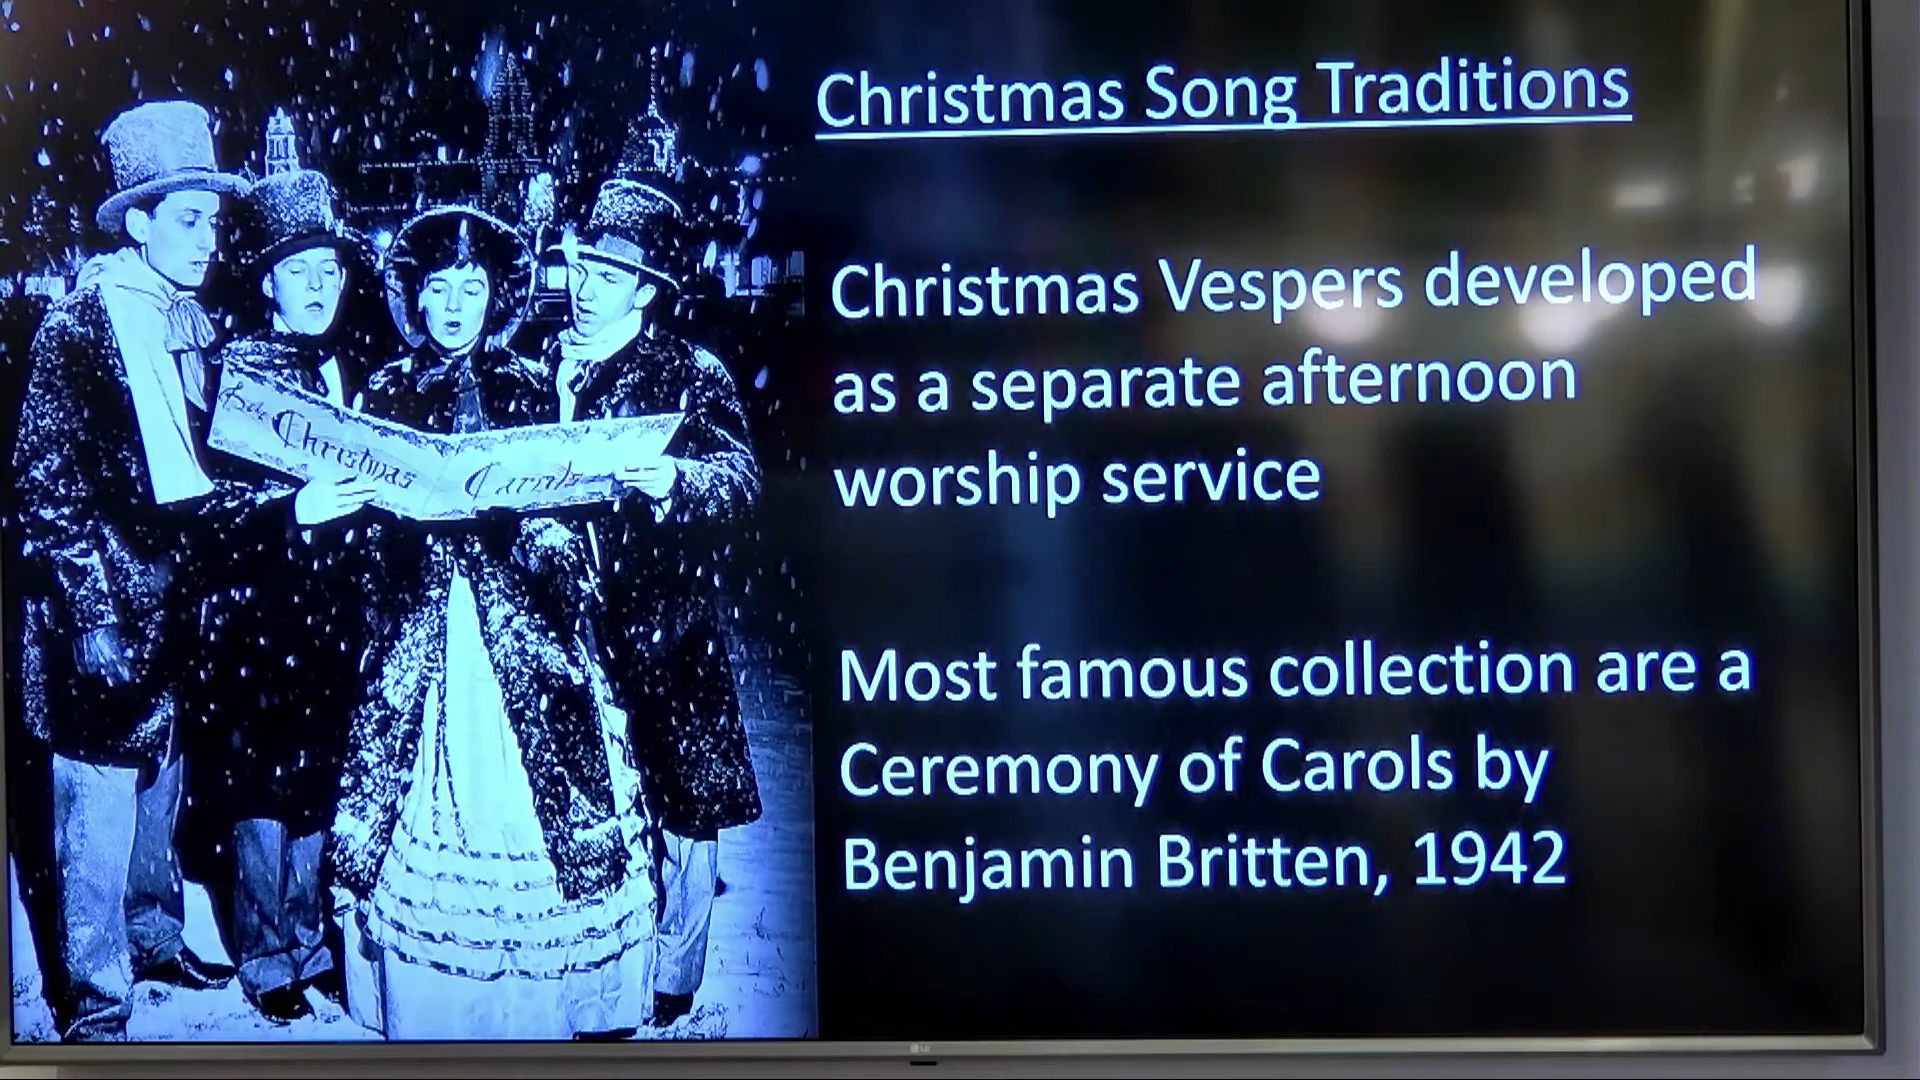 Christmas Song Traditions
Christmas Vespers developed
as a separate afternoon
worship service
Most famous collection are a
Ceremony of Carols by
Benjamin Britten, 1942
Christmas Carols
LG